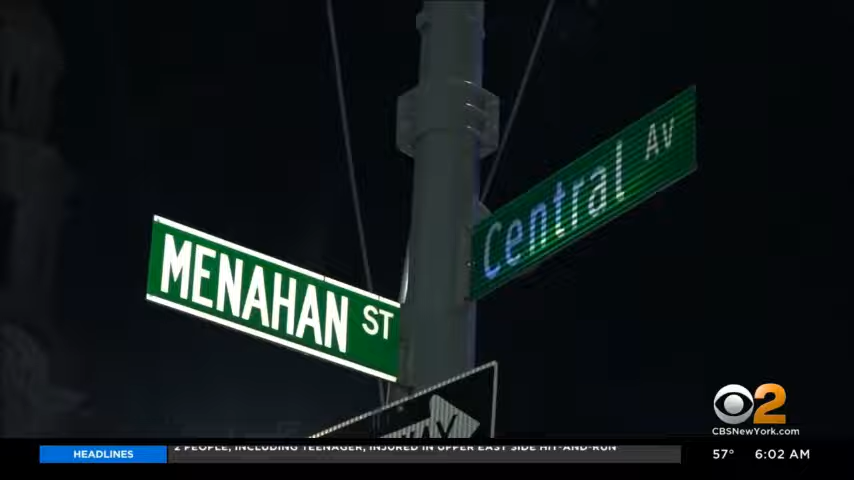 MENAHAN ST
Central AV
2
CBSNewYork.com
HEADLINES
2 PEOPLE, INCLUDING TEENAGER, INJURED IN UPPER EAST SIDE HIT-AND-RUN
57° 6:02 AM